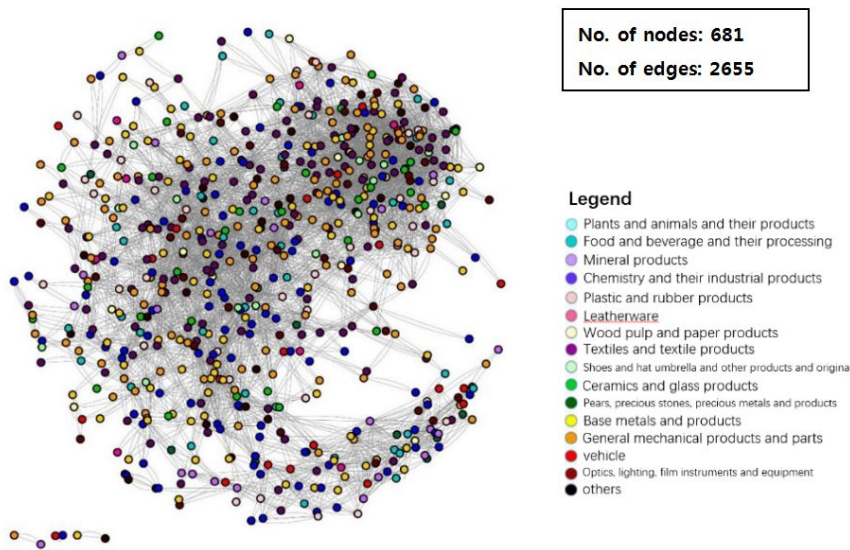 No. of nodes: 681
No. of edges: 2655
Legend
Plants and animals and their products
Food and beverage and their processing
Mineral products
Chemistry and their industrial products
Plastic and rubber products
Leatherware
Wood pulp and paper products
Textiles and textile products
Shoes and hat umbrella and other products and origina
Ceramics and glass products
Pears, precious stones, precious metals and products
Base metals and products
General mechanical products and parts
vehicle
Optics, lighting, film instruments and equipment
others